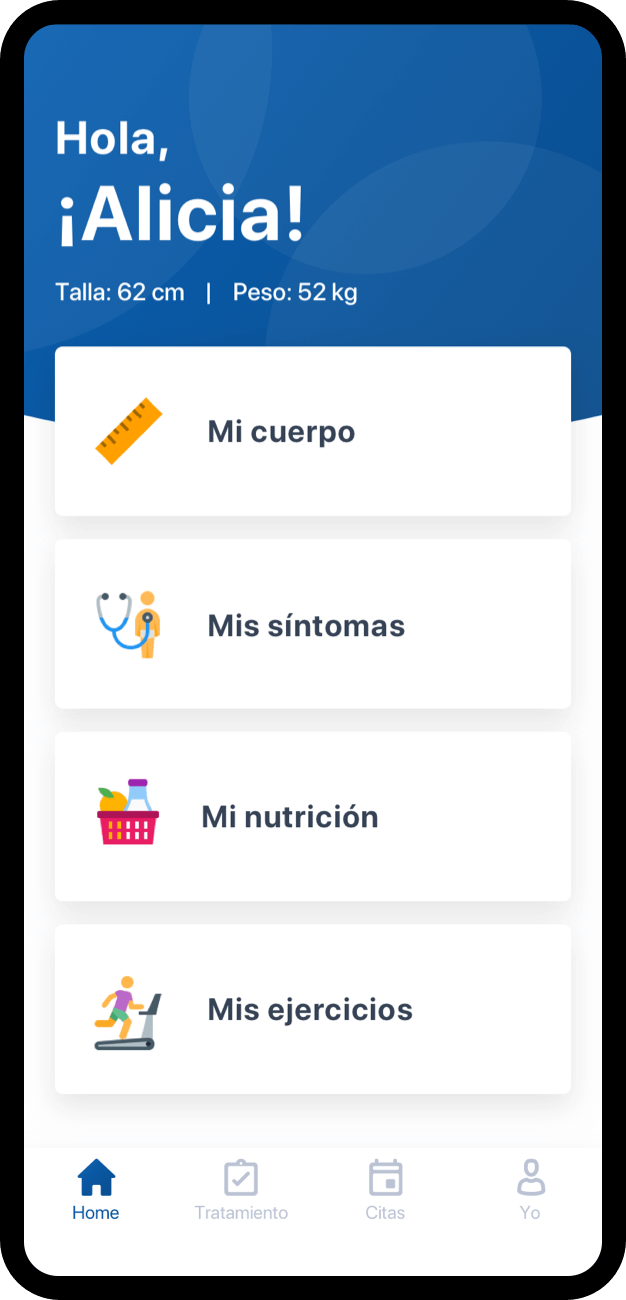 Hola,
¡Alicia!
Talla: 62 cm | Peso: 52 kg
Mi cuerpo
Mis síntomas
Mi nutrición
Mis ejercicios
Home Tratamiento Citas Yo